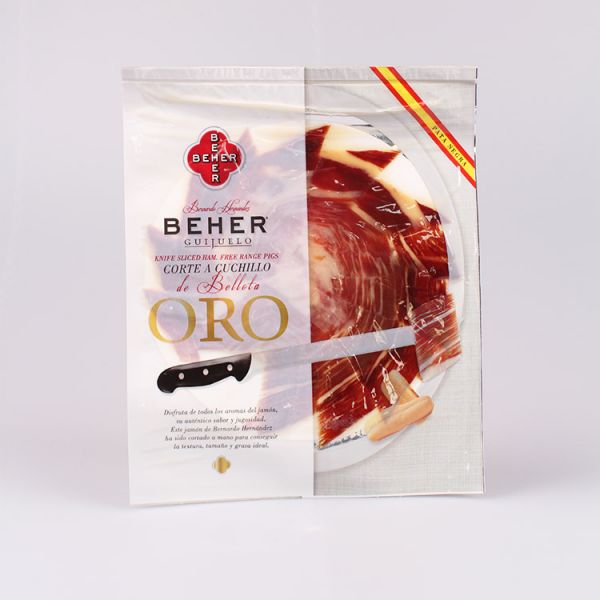 BEHER
BEHER
Bernardo Hernández
BEHER®
GUIJUELO
KNIFE SLICED HAM. FREE RANGE PIGS
CORTE A CUCHILLO
de Bellota
ORO
Disfruta de todos los aromas del jamón,
su auténtico sabor y jugosidad.
Este jamón de Bernardo Hernández
ha sido cortado a mano para conseguir
la textura, tamaño y grasa ideal.
PATA NEGRA